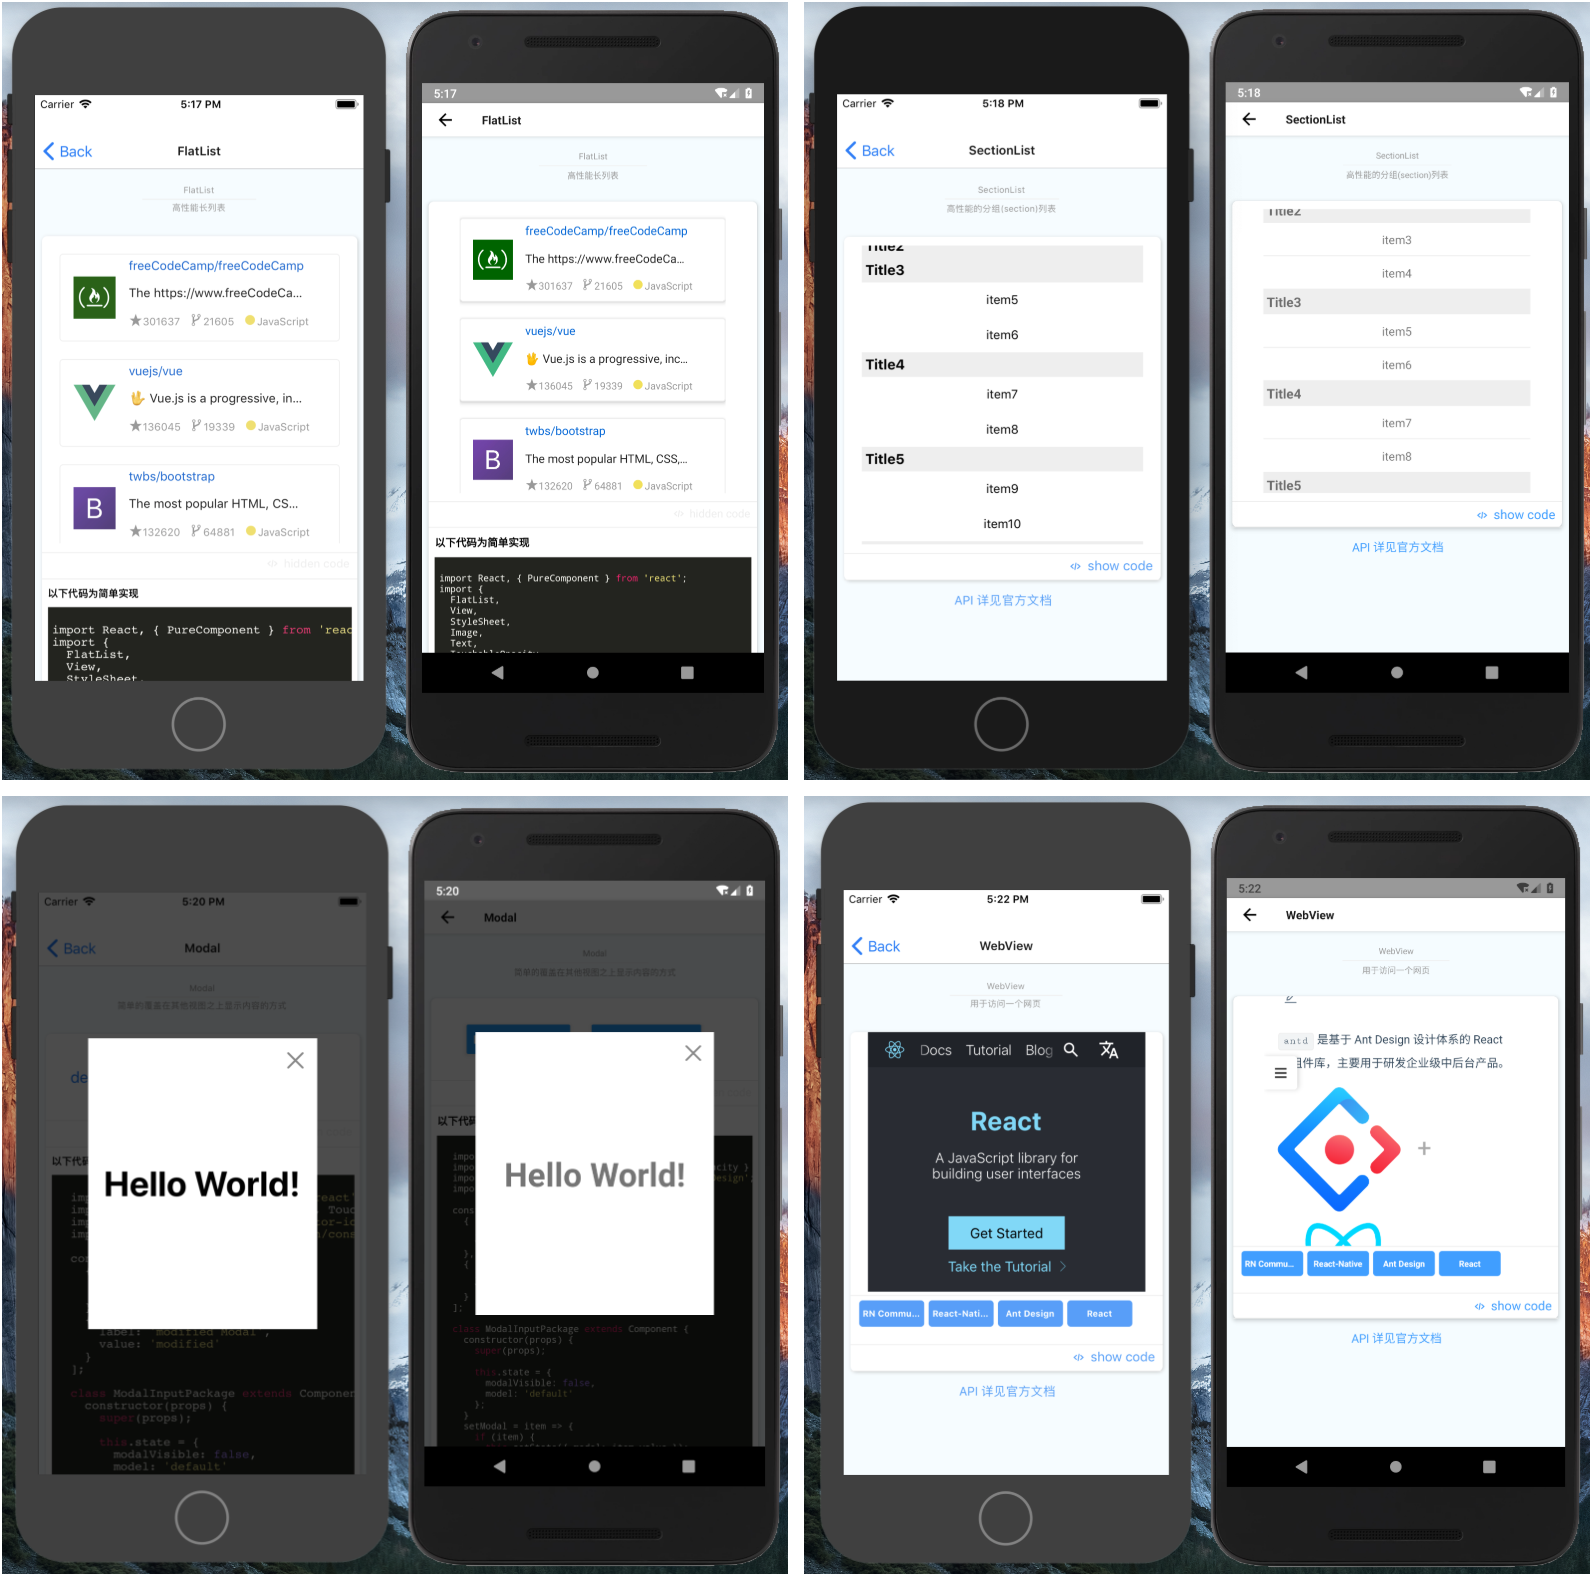 Carrier 5:17 PM
Back FlatList
FlatList
高性能长列表
freeCodeCamp/freeCodeCamp
The https://www.freeCodeCa...
301637 21605 JavaScript
vuejs/vue
🖖 Vue.js is a progressive, in...
136045 19339 JavaScript
twbs/bootstrap
B
The most popular HTML, CS...
132620 64881 JavaScript
hidden code
以下代码为简单实现
import React, { PureComponent } from 'reac
import {
FlatList,
View,
StyleSheet,
5:17
FlatList
FlatList
高性能长列表
freeCodeCamp/freeCodeCamp
The https://www.freeCodeCa...
301637 21605 JavaScript
vuejs/vue
🖖 Vue.js is a progressive, inc...
136045 19339 JavaScript
twbs/bootstrap
B
The most popular HTML, CSS,...
132620 64881 JavaScript
hidden code
以下代码为简单实现
import React, { PureComponent } from 'react';
import {
FlatList,
View,
StyleSheet,
Image,
Text,
TouchableOpacity
Carrier 5:18 PM
Back SectionList
SectionList
高性能的分组(section)列表
Title2
Title3
item5
item6
Title4
item7
item8
Title5
item9
item10
show code
API 详见官方文档
5:18
SectionList
SectionList
高性能的分组(section)列表
Title2
item3
item4
Title3
item5
item6
Title4
item7
item8
Title5
show code
API 详见官方文档
Carrier 5:20 PM
Back Modal
Modal
简单的覆盖在其他视图之上显示内容的方式
de
以下代码
Hello World!
label: 'modified Modal',
value: 'modified'
}
];
class ModalInputPackage extends Componen
constructor(props) {
super(props);
this.state = {
modalVisible: false,
model: 'default'
5:20
Modal
Modal
简单的覆盖在其他视图之上显示内容的方式
以下代码
Hello World!
];
class ModalInputPackage extends Component {
constructor(props) {
super(props);
this.state = {
modalVisible: false,
model: 'default'
};
}
setModal = item => {
if (item) {
Carrier 5:22 PM
Back WebView
WebView
用于访问一个网页
Docs Tutorial Blog
React
A JavaScript library for
building user interfaces
Get Started
Take the Tutorial
RN Commu... React-Nati... Ant Design React
show code
API 详见官方文档
5:22
WebView
WebView
用于访问一个网页
antd 是基于 Ant Design 设计体系的 React
组件库，主要用于研发企业级中后台产品。
+
RN Commu... React-Native Ant Design React
show code
API 详见官方文档